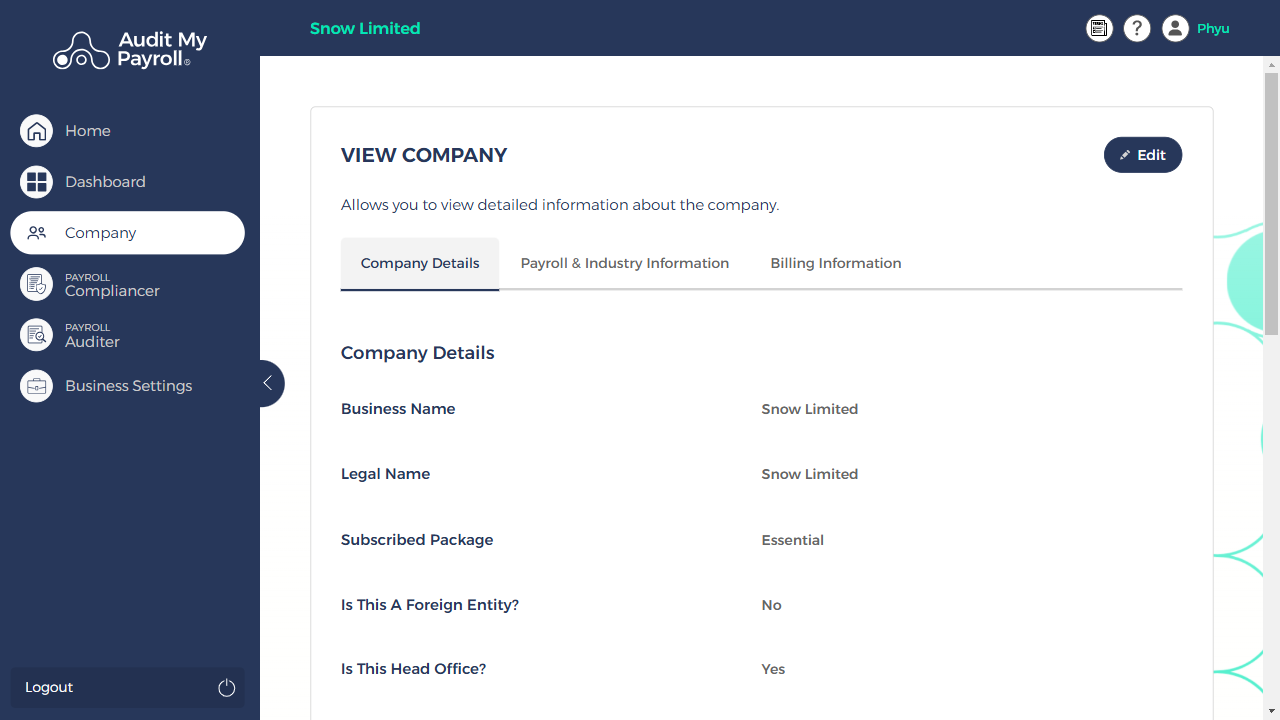 Audit My
Payroll®
Snow Limited
?
Phyu
Home
Dashboard
Company
PAYROLL
Compliancer
PAYROLL
Auditer
Business Settings
Logout
VIEW COMPANY
Edit
Allows you to view detailed information about the company.
Company Details Payroll & Industry Information Billing Information
Company Details
Business Name Snow Limited
Legal Name Snow Limited
Subscribed Package Essential
Is This A Foreign Entity? No
Is This Head Office? Yes